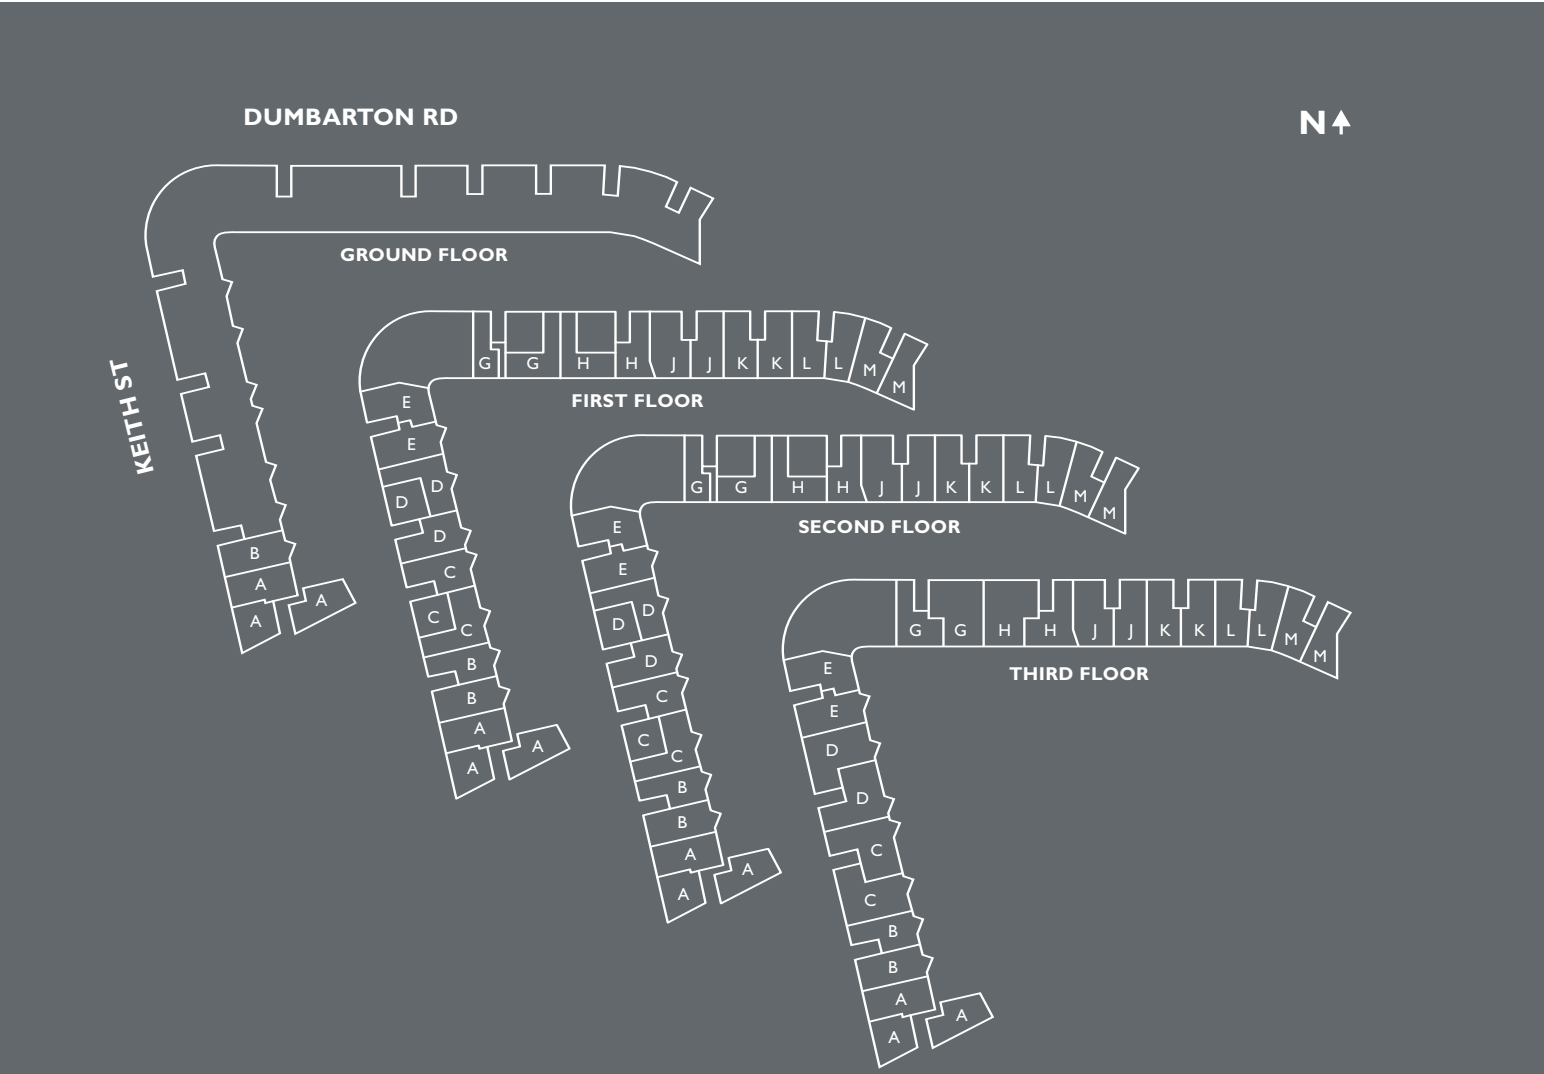 DUMBARTON RD
N
GROUND FLOOR
KEITH ST
B
A
A
A
G G H H J J K K L L M M
FIRST FLOOR
E
E
D D
D
C
C C
B
B
A
A A
G G H H J J K K L L M M
SECOND FLOOR
E
E
D D
D
C
C C
B
B
A
A A
G G H H J J K K L L M M
THIRD FLOOR
E
E
D
D
C
C
B
B
A
A A